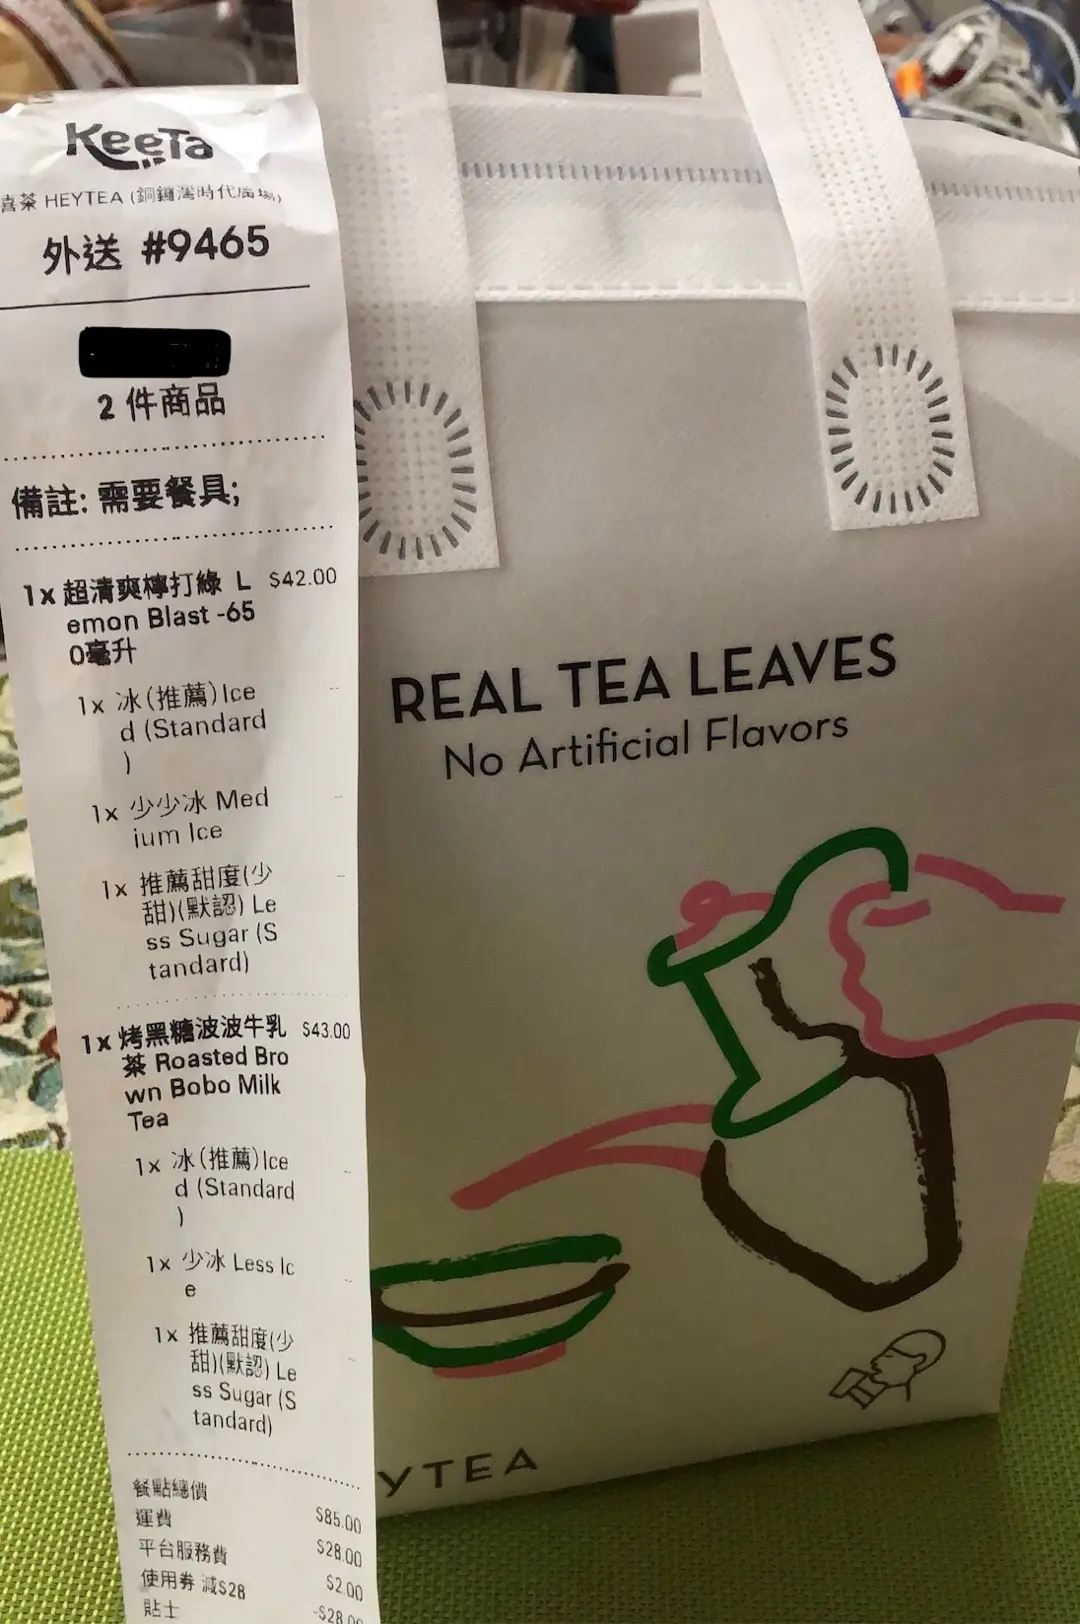 KeeTa
喜茶 HEYTEA (銅鑼灣時代廣場)
外送 #9465
2 件商品
備註: 需要餐具;
1x 超清爽檸打綠 L $42.00
emon Blast -65
0毫升
1x 冰(推薦)Ice --
d (Standard
)
1x 少少冰 Med --
ium Ice
1x 推薦甜度(少 --
甜)(默認) Le
ss Sugar (S
tandard)
1x 烤黑糖波波牛乳 $43.00
茶 Roasted Bro
wn Bobo Milk
Tea
1x 冰(推薦)Ice --
d (Standard
)
1x 少冰 Less Ic --
e
1x 推薦甜度(少 --
甜)(默認) Le
ss Sugar (S
tandard)
餐點總價 $85.00
運費 $28.00
平台服務費 $2.00
使用券 減$28 -$28.00
貼士
REAL TEA LEAVES
No Artificial Flavors
YTEA